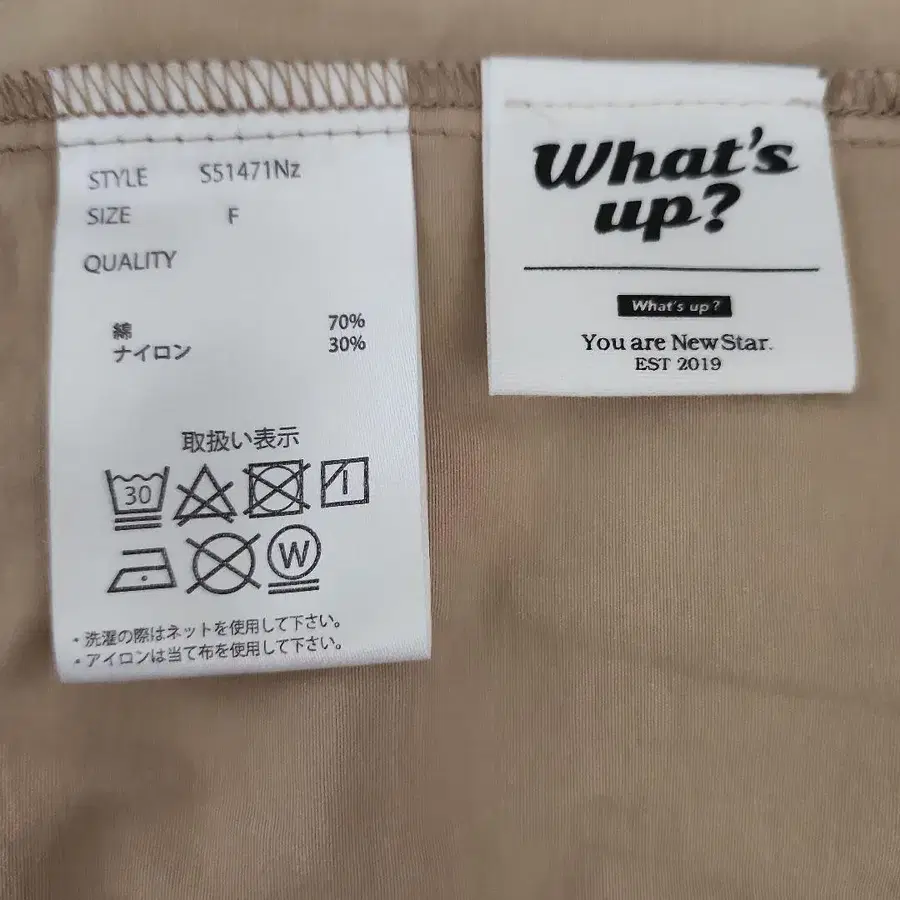 STYLE S51471Nz
SIZE F
QUALITY
綿 70%
ナイロン 30%
取扱い表示
30
W
・洗濯の際はネットを使用して下さい。
・アイロンは当て布を使用して下さい。
What's
up?
What's up?
You are New Star.
EST 2019